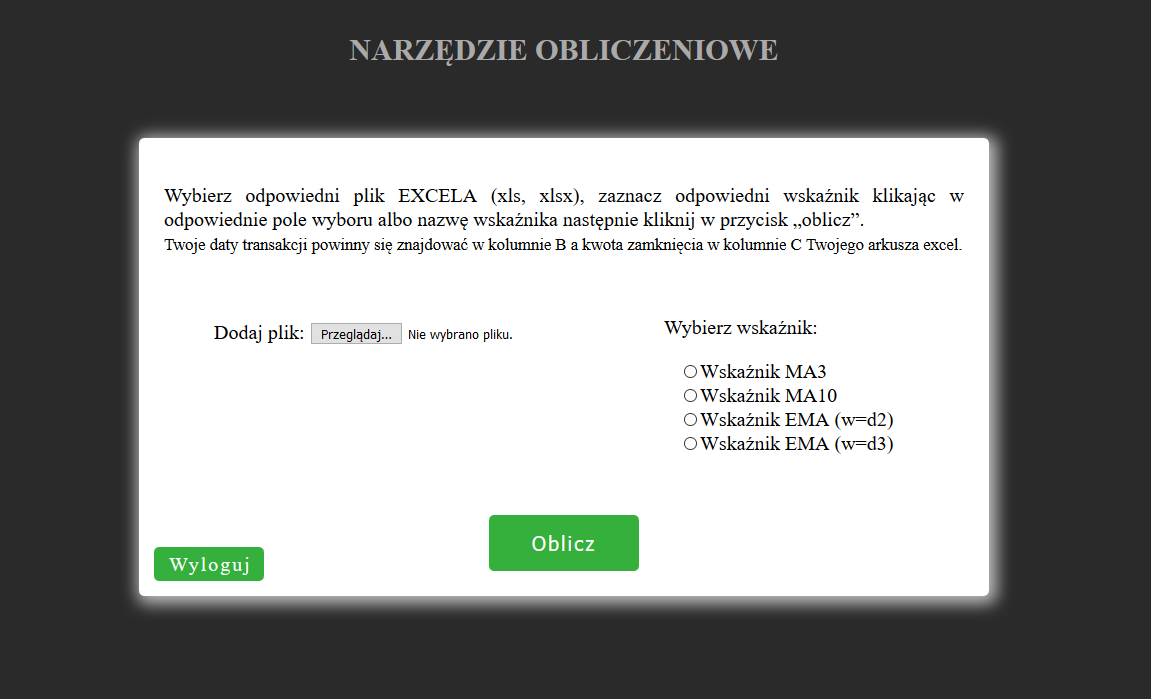 NARZĘDZIE OBLICZENIOWE
Wybierz odpowiedni plik EXCELA (xls, xlsx), zaznacz odpowiedni wskaźnik klikając w
odpowiednie pole wyboru albo nazwę wskaźnika następnie kliknij w przycisk „oblicz”.
Twoje daty transakcji powinny się znajdować w kolumnie B a kwota zamknięcia w kolumnie C Twojego arkusza excel.
Dodaj plik: Przeglądaj... Nie wybrano pliku.
Wybierz wskaźnik:
Wskaźnik MA3
Wskaźnik MA10
Wskaźnik EMA (w=d2)
Wskaźnik EMA (w=d3)
Oblicz
Wyloguj